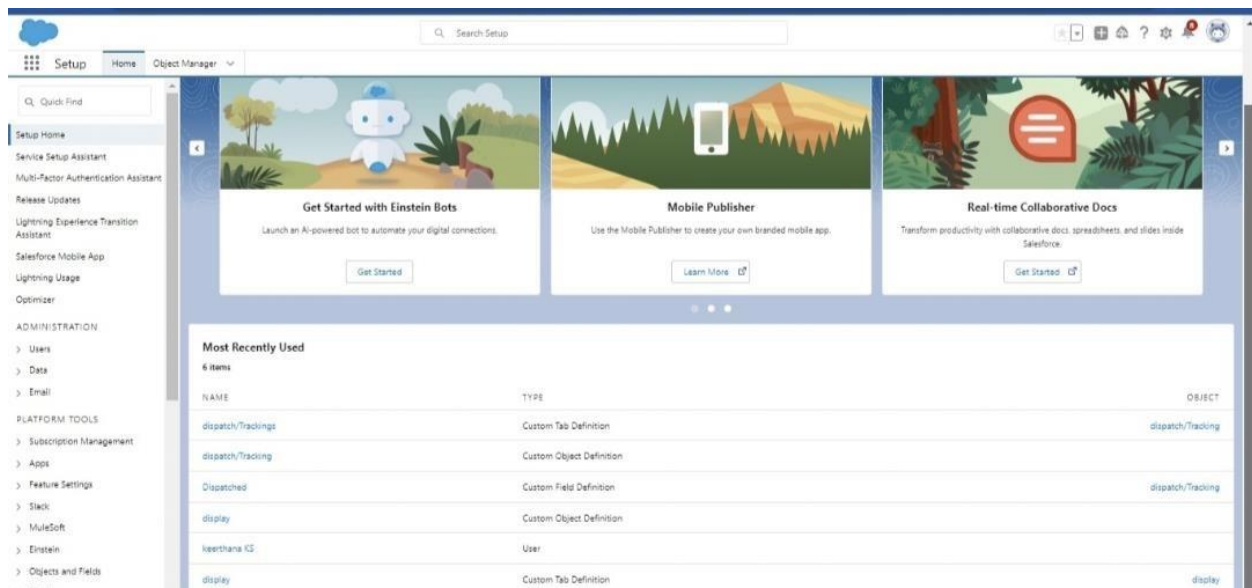 Search Setup
Setup
Home
Object Manager
Quick Find
Setup Home
Service Setup Assistant
Multi-Factor Authentication Assistant
Release Updates
Lightning Experience Transition
Assistant
Salesforce Mobile App
Lightning Usage
Optimizer
ADMINISTRATION
Users
Data
Email
PLATFORM TOOLS
Subscription Management
Apps
Feature Settings
Slack
MuleSoft
Einstein
Objects and Fields
Get Started with Einstein Bots
Launch an AI-powered bot to automate your digital connections.
Get Started
Mobile Publisher
Use the Mobile Publisher to create your own branded mobile app.
Learn More
Real-time Collaborative Docs
Transform productivity with collaborative docs, spreadsheets, and slides inside
Salesforce.
Get Started
Most Recently Used
6 items
NAME TYPE OBJECT
dispatch/Trackings Custom Tab Definition dispatch/Tracking
dispatch/Tracking Custom Object Definition
Dispatched Custom Field Definition dispatch/Tracking
display Custom Object Definition
keerthana KS User
display Custom Tab Definition display